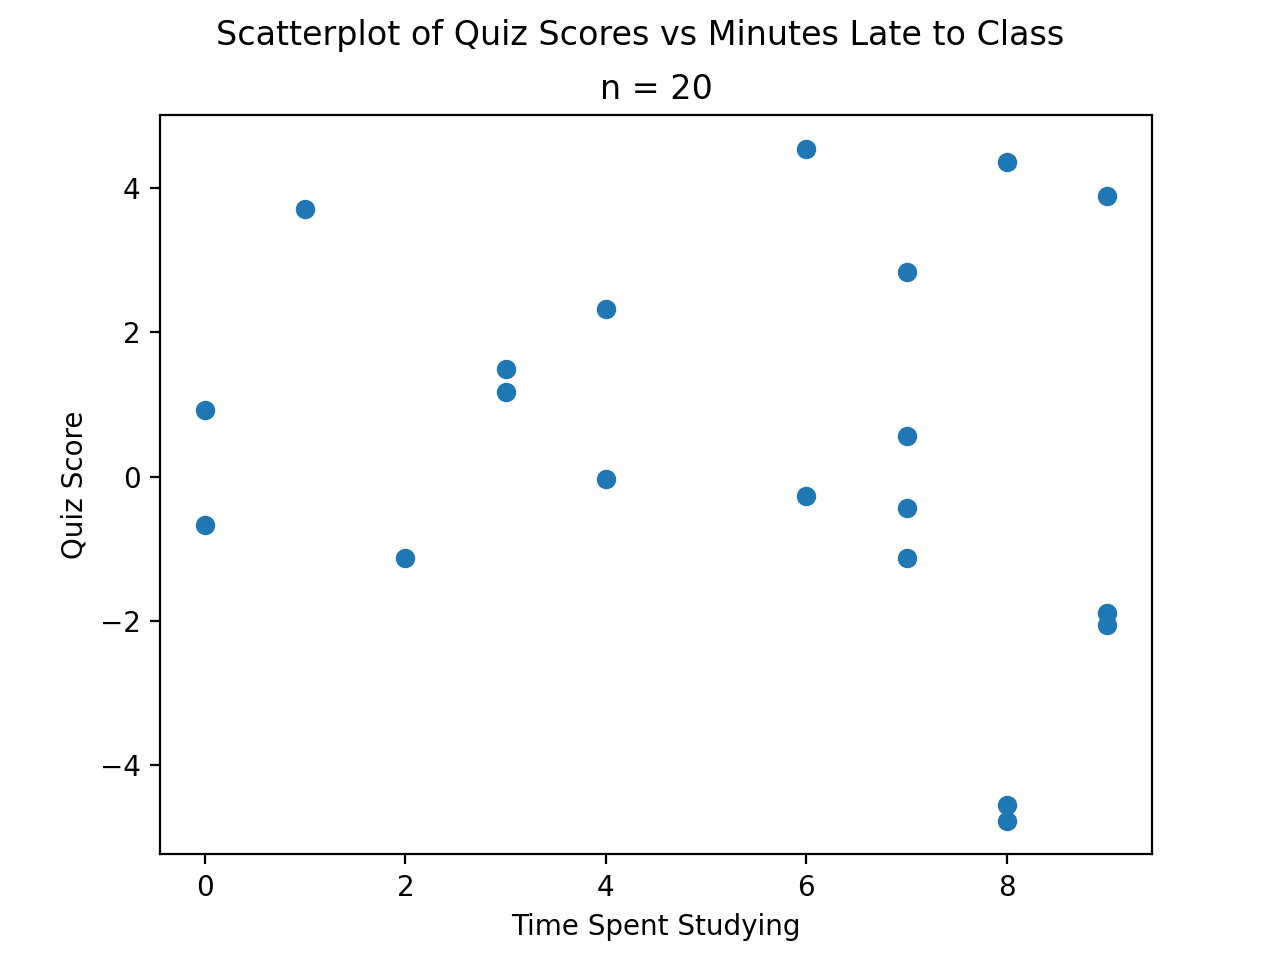 Scatterplot of Quiz Scores vs Minutes Late to Class
n = 20
4
2
0
−2
−4
Quiz Score
0 2 4 6 8
Time Spent Studying